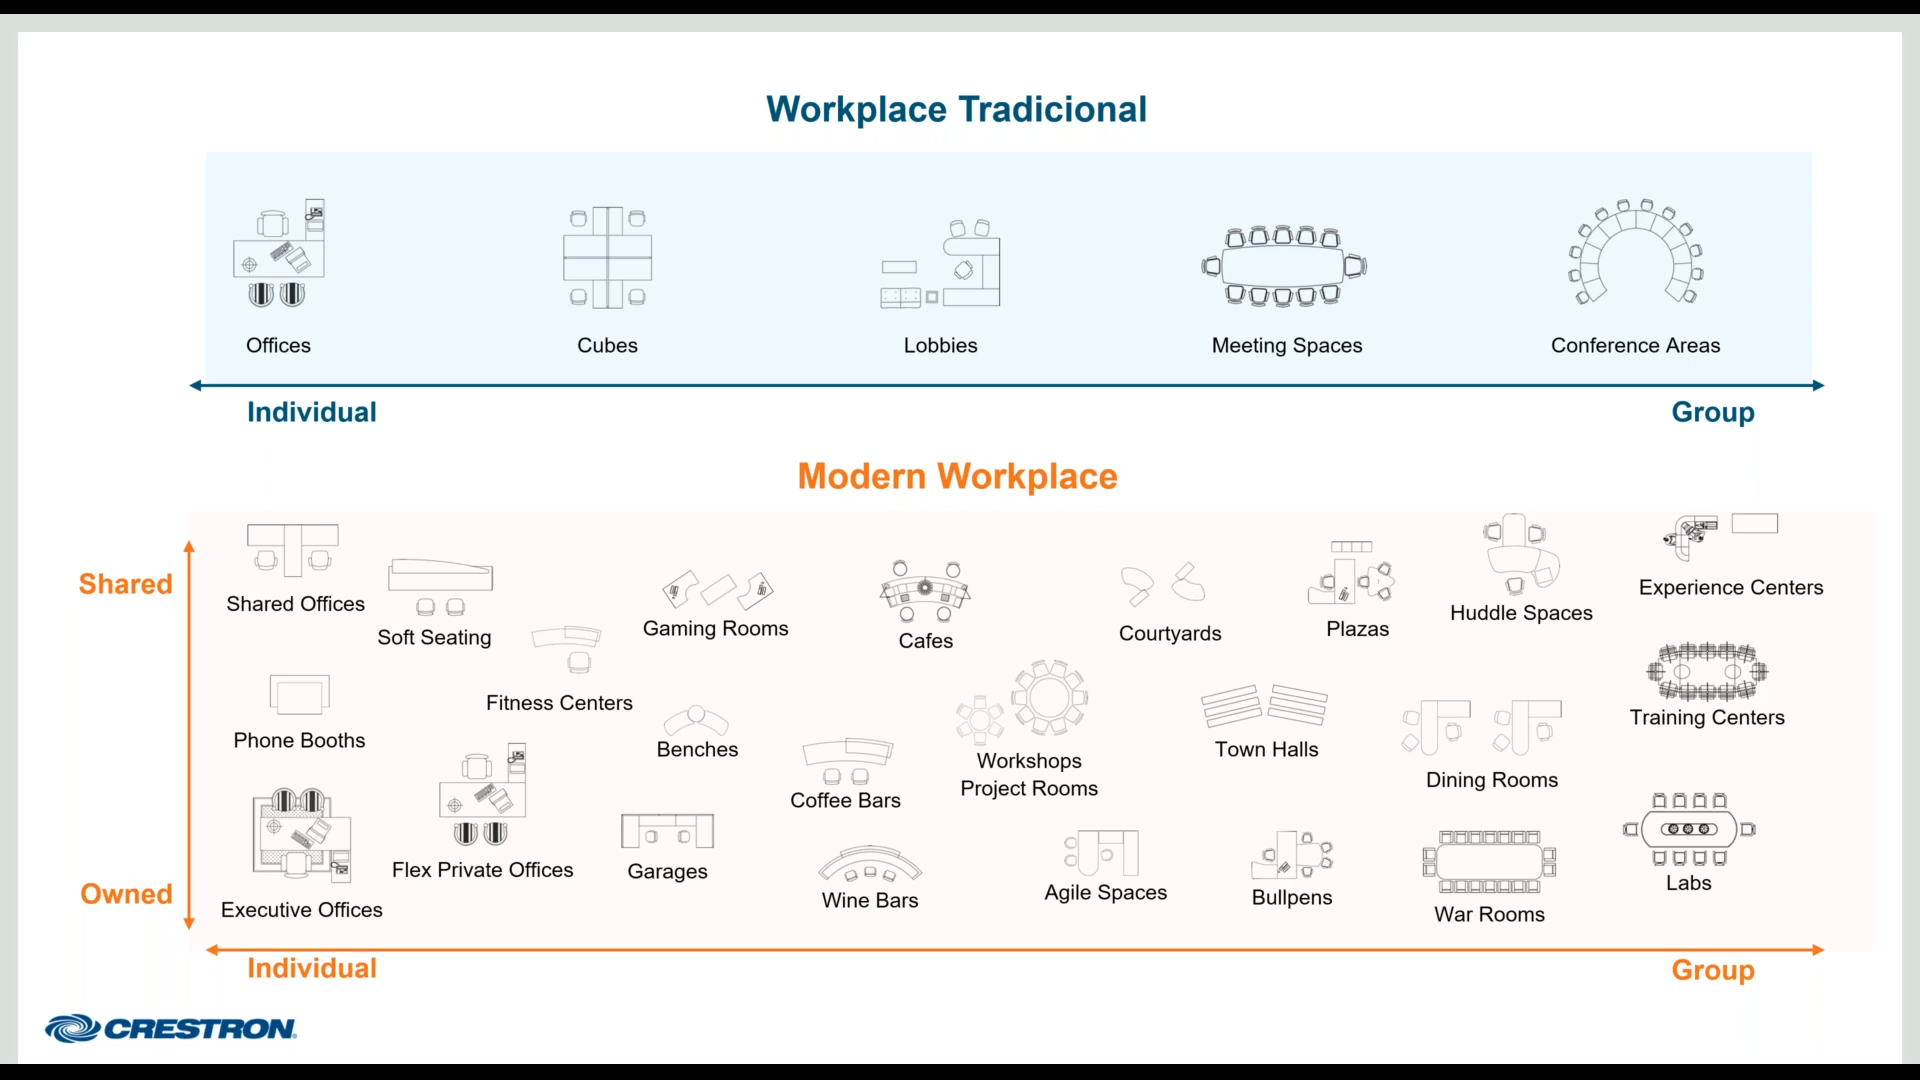 Workplace Tradicional
Offices
Cubes
Lobbies
Meeting Spaces
Conference Areas
Individual
Group
Modern Workplace
Shared
Owned
Shared Offices
Soft Seating
Gaming Rooms
Cafes
Courtyards
Plazas
Huddle Spaces
Experience Centers
Fitness Centers
Phone Booths
Benches
Coffee Bars
Workshops
Project Rooms
Town Halls
Dining Rooms
Training Centers
Executive Offices
Flex Private Offices
Garages
Wine Bars
Agile Spaces
Bullpens
War Rooms
Labs
Individual
Group
CRESTRON